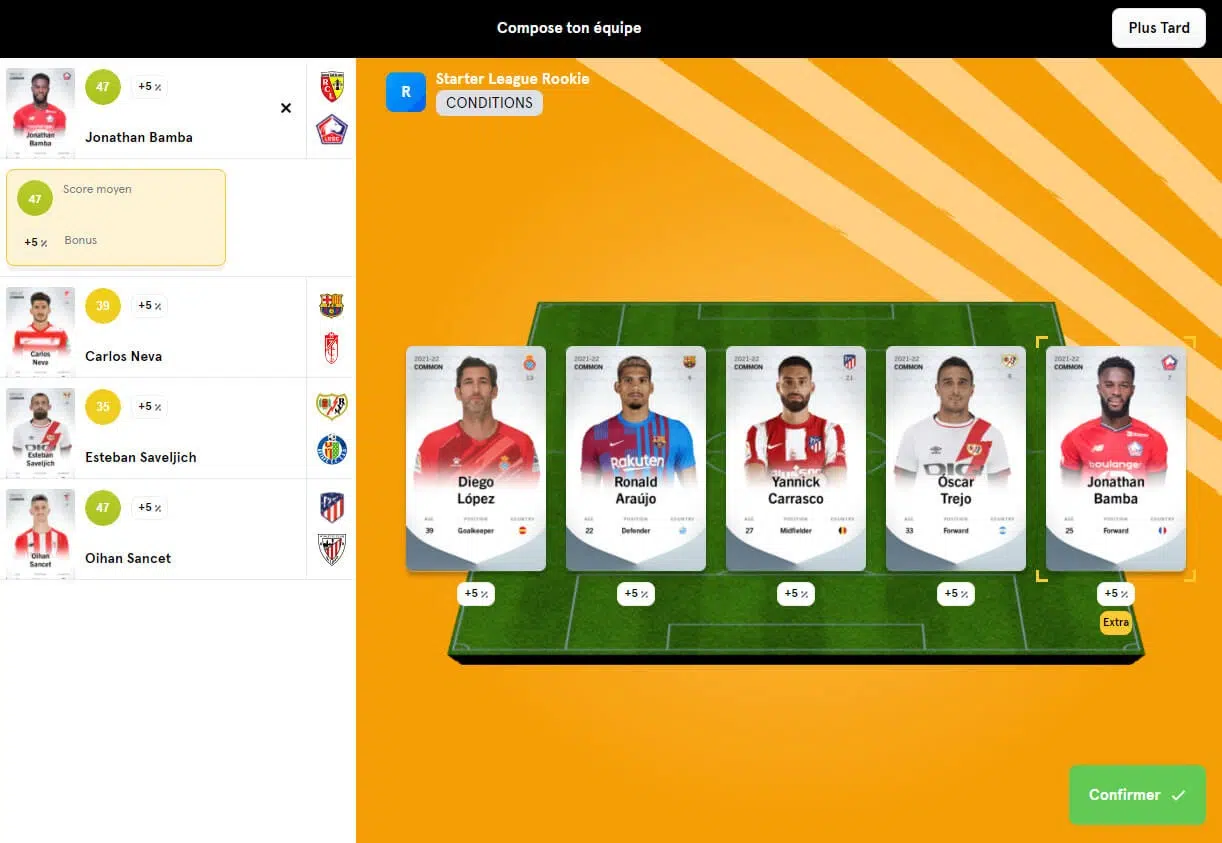 Compose ton équipe
Plus Tard
47
+5 %
Jonathan Bamba
Jonathan
Bamba
47
Score moyen
+5 %
Bonus
39
+5 %
Carlos Neva
Carlos
Neva
35
+5 %
Esteban Saveljich
Esteban
Saveljich
47
+5 %
Oihan Sancet
Oihan
Sancet
R
Starter League Rookie
CONDITIONS
2021-22
COMMON
13
Diego
López
AGE POSITION COUNTRY
39 Goalkeeper
+5 %
2021-22
COMMON
4
Rakuten
Ronald
Araújo
AGE POSITION COUNTRY
22 Defender
+5 %
2021-22
COMMON
21
Yannick
Carrasco
AGE POSITION COUNTRY
27 Midfielder
+5 %
2021-22
COMMON
Óscar
Trejo
AGE POSITION COUNTRY
33 Forward
+5 %
2021-22
COMMON
7
boulanger
Jonathan
Bamba
AGE POSITION COUNTRY
25 Forward
+5 %
Extra
Confirmer